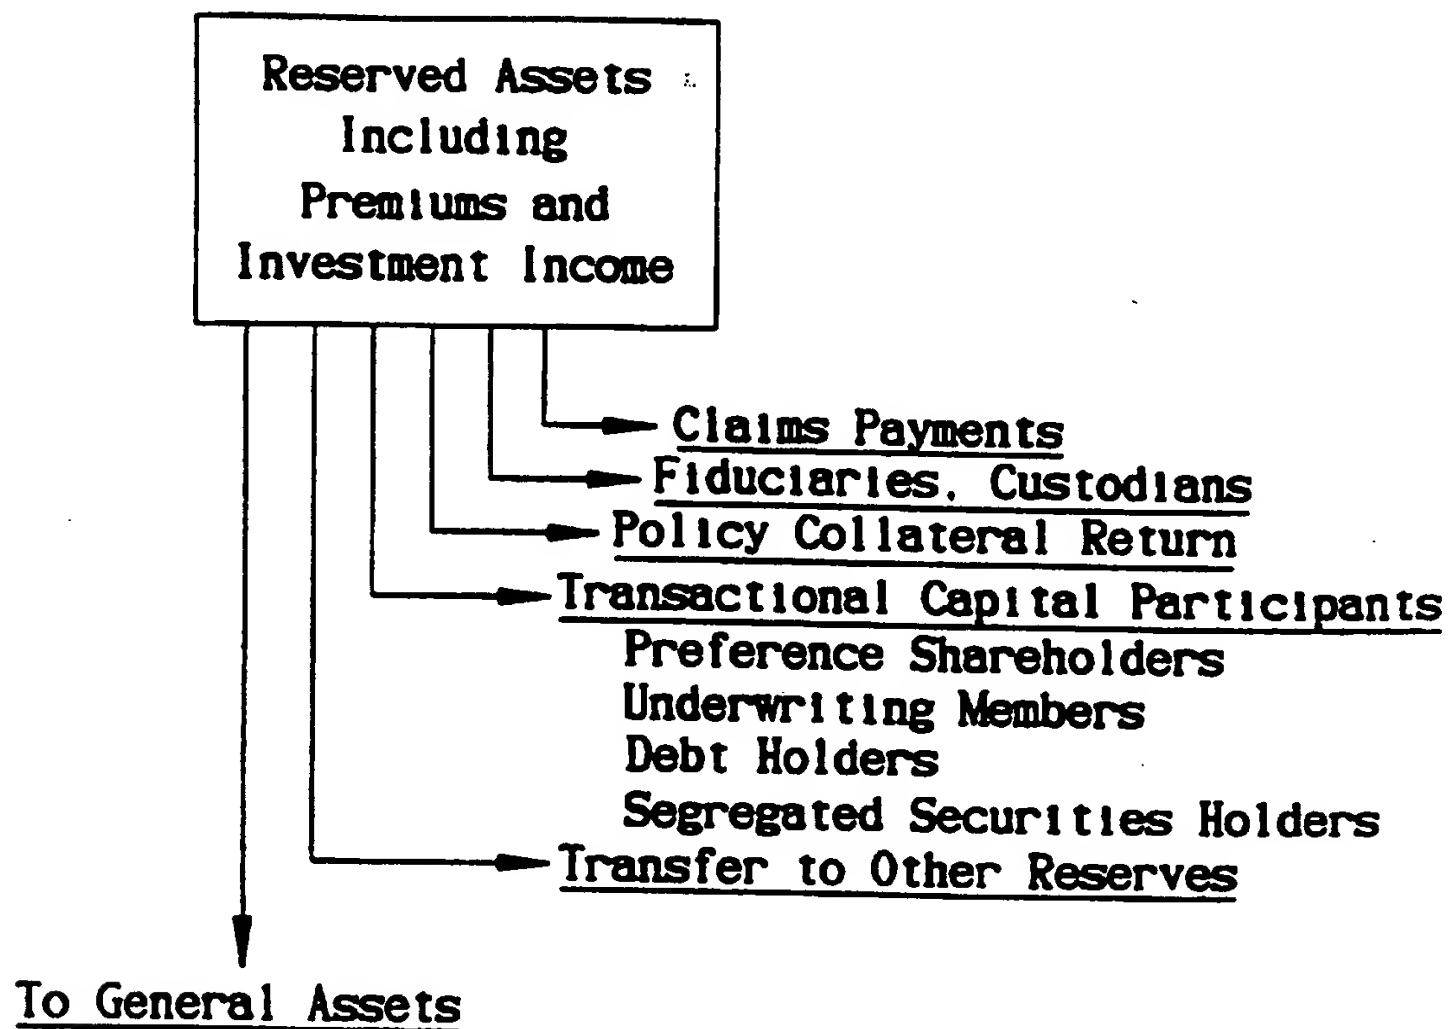 Reserved Assets
Including
Premiums and
Investment Income
Claims Payments
Fiduciaries. Custodians
Policy Collateral Return
Transactional Capital Participants
Preference Shareholders
Underwriting Members
Debt Holders
Segregated Securities Holders
Transfer to Other Reserves
To General Assets